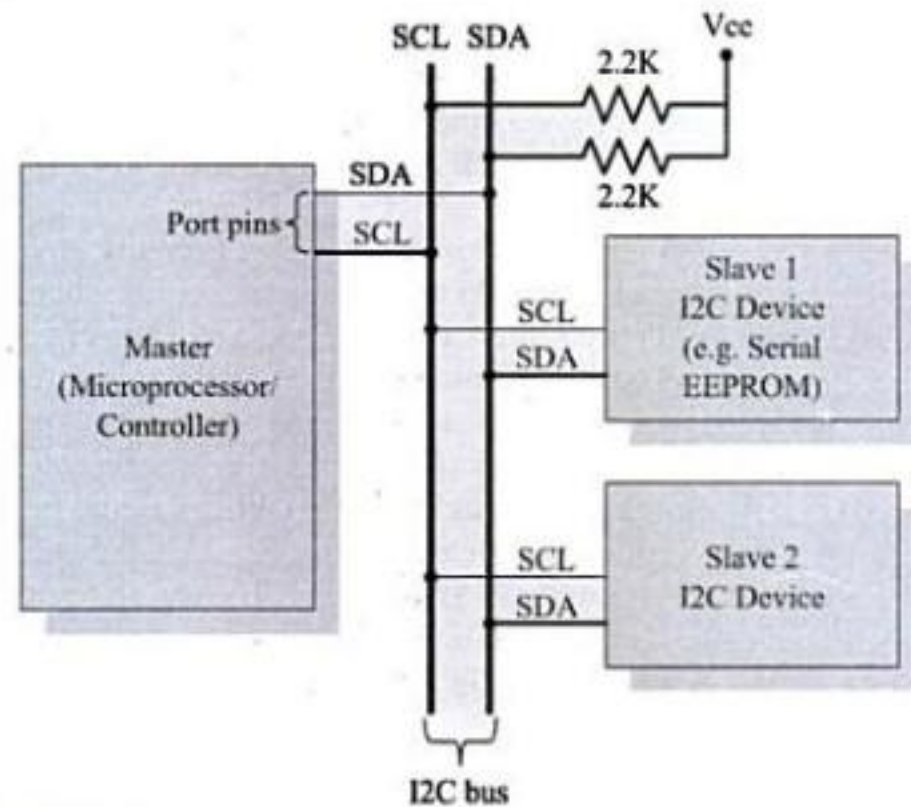 SCL SDA
Vcc
2.2K
2.2K
SDA
Port pins
SCL
Master
(Microprocessor/
Controller)
SCL
SDA
Slave 1
I2C Device
(e.g. Serial
EEPROM)
SCL
SDA
Slave 2
I2C Device
I2C bus